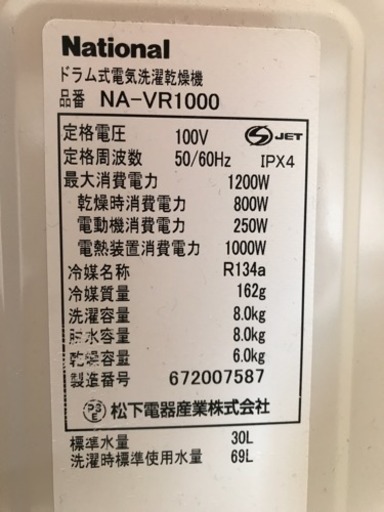 National
ドラム式電気洗濯乾燥機
品番 NA-VR1000
定格電圧 100V S JET
定格周波数 50/60Hz IPX4
最大消費電力 1200W
乾燥時消費電力 800W
電動機消費電力 250W
電熱装置消費電力 1000W
冷媒名称 R134a
冷媒質量 162g
洗濯容量 8.0kg
貯水容量 8.0kg
乾燥容量 6.0kg
製造番号 672007587
PSE 松下電器産業株式会社
標準水量 30L
洗濯時標準使用水量 69L